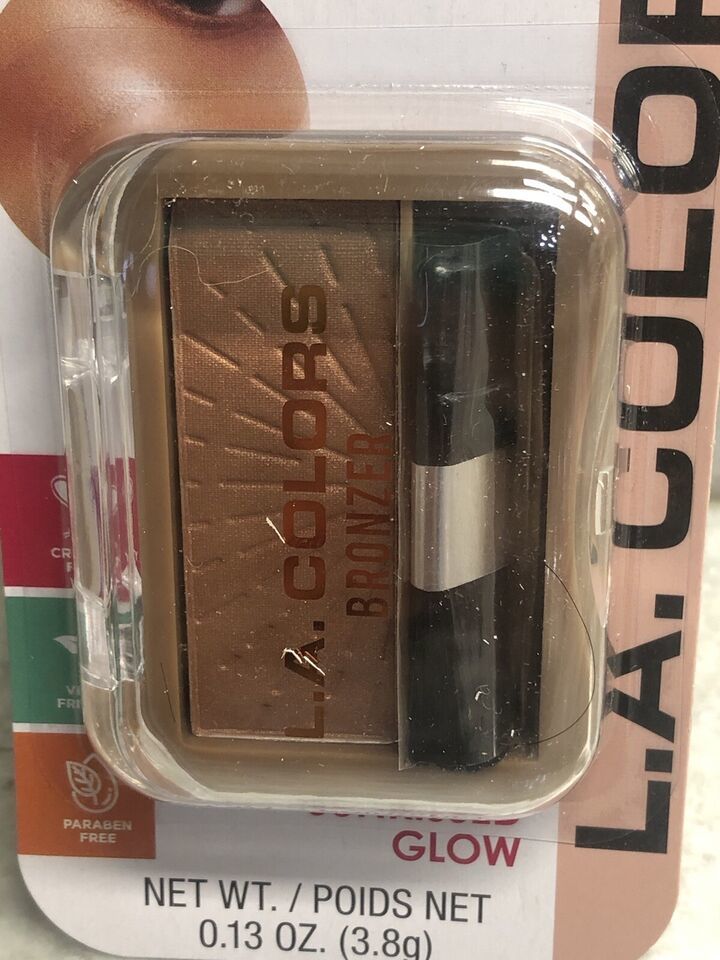 L.A. COLORS
BRONZER
L.A. COLOR
PARABEN
FREE
GLOW
NET WT. / POIDS NET
0.13 OZ. (3.8g)